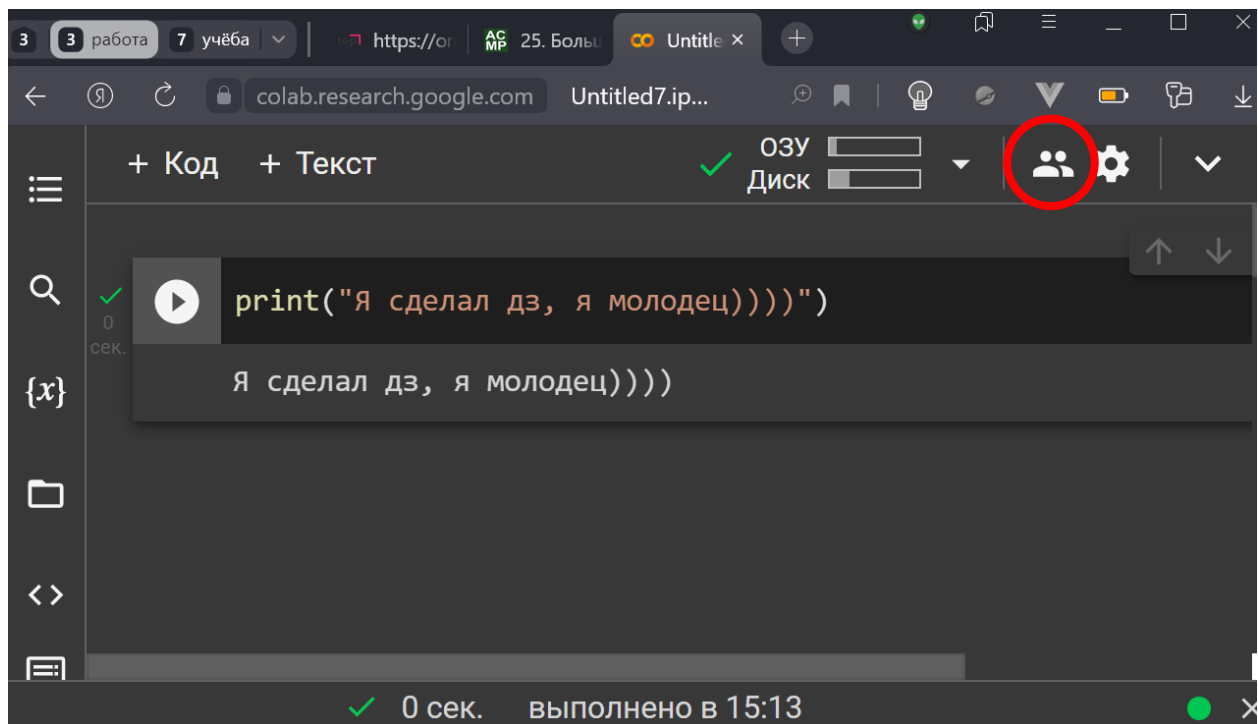 3 3 работа 7 учёба https://or ACMP 25. Больш Untitle
Я colab.research.google.com Untitled7.ip...
+ Код + Текст ОЗУ
Диск
print("Я сделал дз, я молодец))))")
0
сек.
Я сделал дз, я молодец))))
{x}
<>
0 сек. выполнено в 15:13